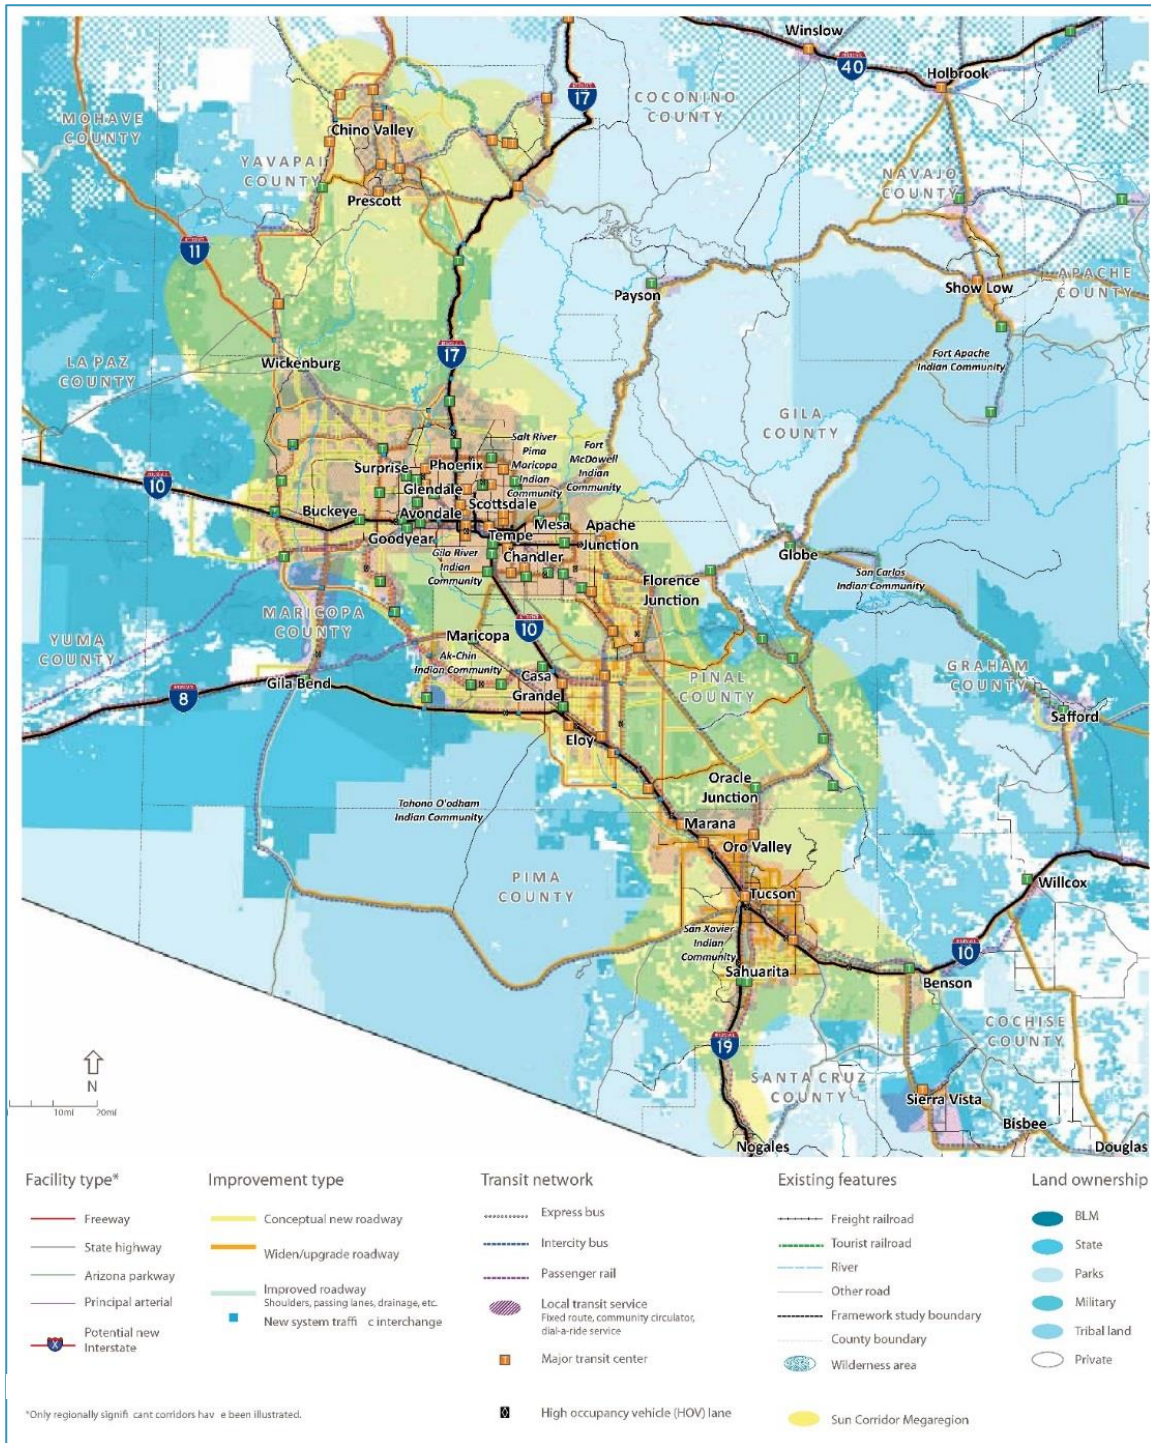 Winslow
40
Holbrook
17
COCONINO
COUNTY
MOHAVE
COUNTY
Chino Valley
YAVAPAI
COUNTY
NAVAJO
COUNTY
Prescott
11
Payson
Show Low
APACHE
COUNTY
17
Wickenburg
LA PAZ
COUNTY
Fort Apache
Indian Community
GILA
COUNTY
Salt River
Pima
Maricopa
Indian
Community
Fort
McDowell
Indian
Community
Surprise
Phoenix
10
Glendale
Scottsdale
Buckeye
Avondale
Mesa
Apache
Junction
Goodyear
Tempe
Globe
Gila River
Indian
Community
Chandler
San Carlos
Indian Community
Florence
Junction
MARICOPA
COUNTY
10
YUMA
COUNTY
Maricopa
Ak-Chin
Indian Community
GRAHAM
COUNTY
Casa
Grande
PINAL
COUNTY
Gila Bend
8
Safford
Eloy
Oracle
Junction
Tohono O'odham
Indian Community
Marana
Oro Valley
PIMA
COUNTY
Tucson
Willcox
San Xavier
Indian
Community
10
Sahuarita
Benson
COCHISE
COUNTY
19
SANTA CRUZ
COUNTY
Sierra Vista
Bisbee
Nogales
Douglas
N
10mi 20mi
Facility type*
Freeway
State highway
Arizona parkway
Principal arterial
X
Potential new
Interstate
*Only regionally signifi cant corridors hav e been illustrated.
Improvement type
Conceptual new roadway
Widen/upgrade roadway
Improved roadway
Shoulders, passing lanes, drainage, etc.
New system traffi c interchange
Transit network
Express bus
Intercity bus
Passenger rail
Local transit service
Fixed route, community circulator,
dial-a-ride service
T Major transit center
High occupancy vehicle (HOV) lane
Existing features
Freight railroad
Tourist railroad
River
Other road
Framework study boundary
County boundary
Wilderness area
Sun Corridor Megaregion
Land ownership
BLM
State
Parks
Military
Tribal land
Private